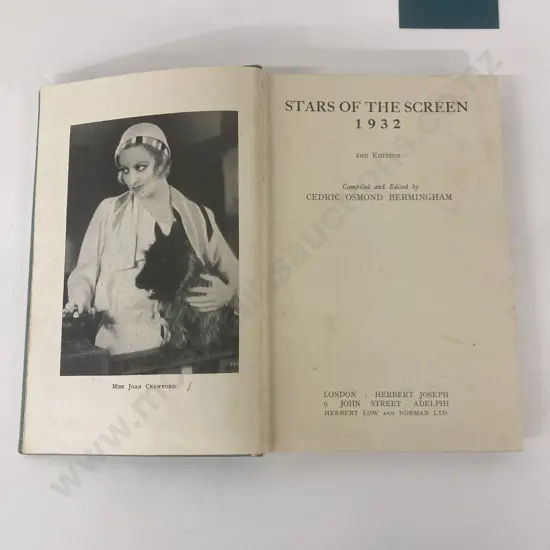 STARS OF THE SCREEN
1932
2ND EDITION
Compiled and Edited by
CEDRIC OSMOND BERMINGHAM
MISS JOAN CRAWFORD
LONDON : HERBERT JOSEPH
9 JOHN STREET ADELPHI
HERBERT LOW AND NORMAN LTD.